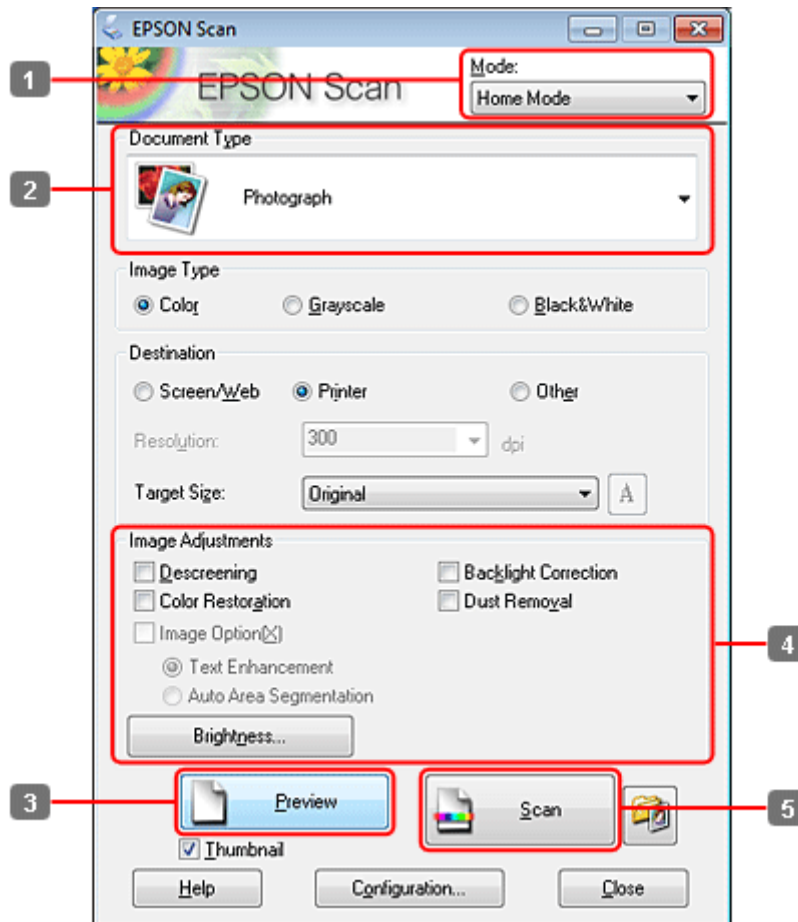 EPSON Scan
EPSON Scan
Mode:
1
Home Mode
Document Type
2
Photograph
Image Type
Color Grayscale Black&White
Destination
Screen/Web Printer Other
Resolution: 300 dpi
Target Size: Original A
Image Adjustments
Descreening Backlight Correction
Color Restoration Dust Removal
Image Option(X)
4
Text Enhancement
Auto Area Segmentation
Brightness...
3 Preview Scan 5
Thumbnail
Help Configuration... Close